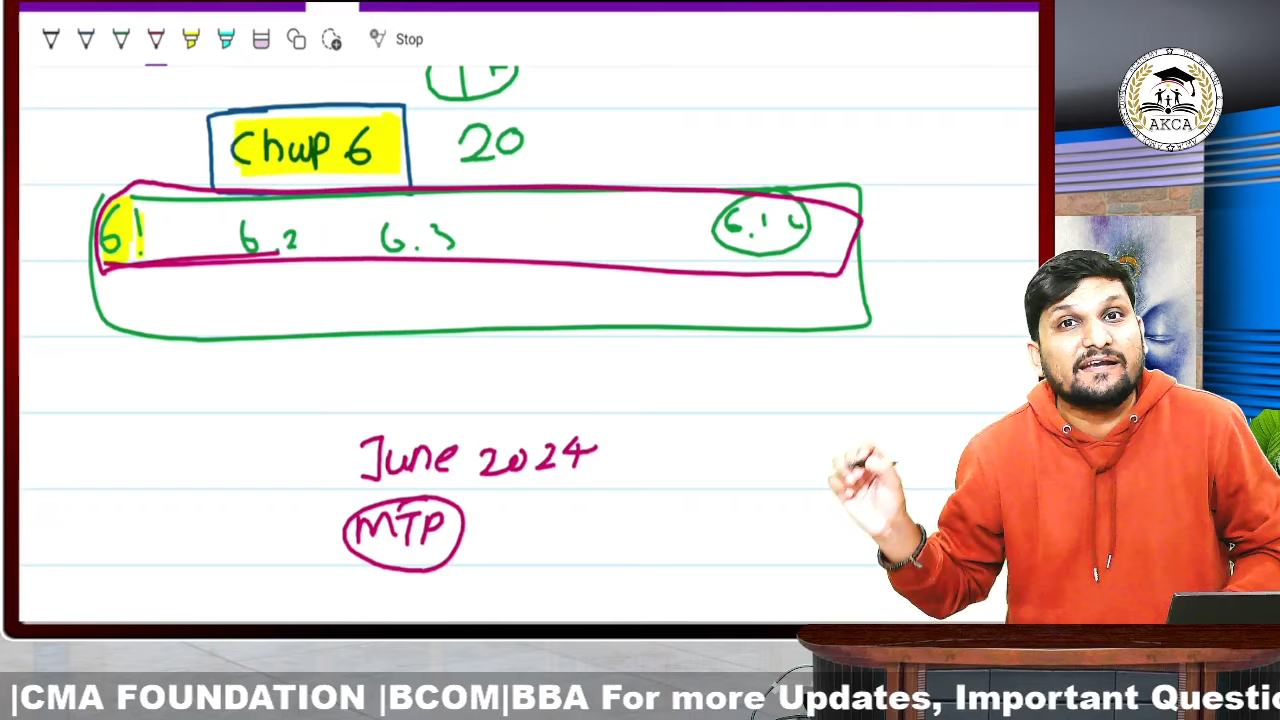 Stop
AKCA
Chap 6 20
6.1 6.2 6.3 6.14
June 2024
MTP
|CMA FOUNDATION |BCOM|BBA For more Updates, Important Questio